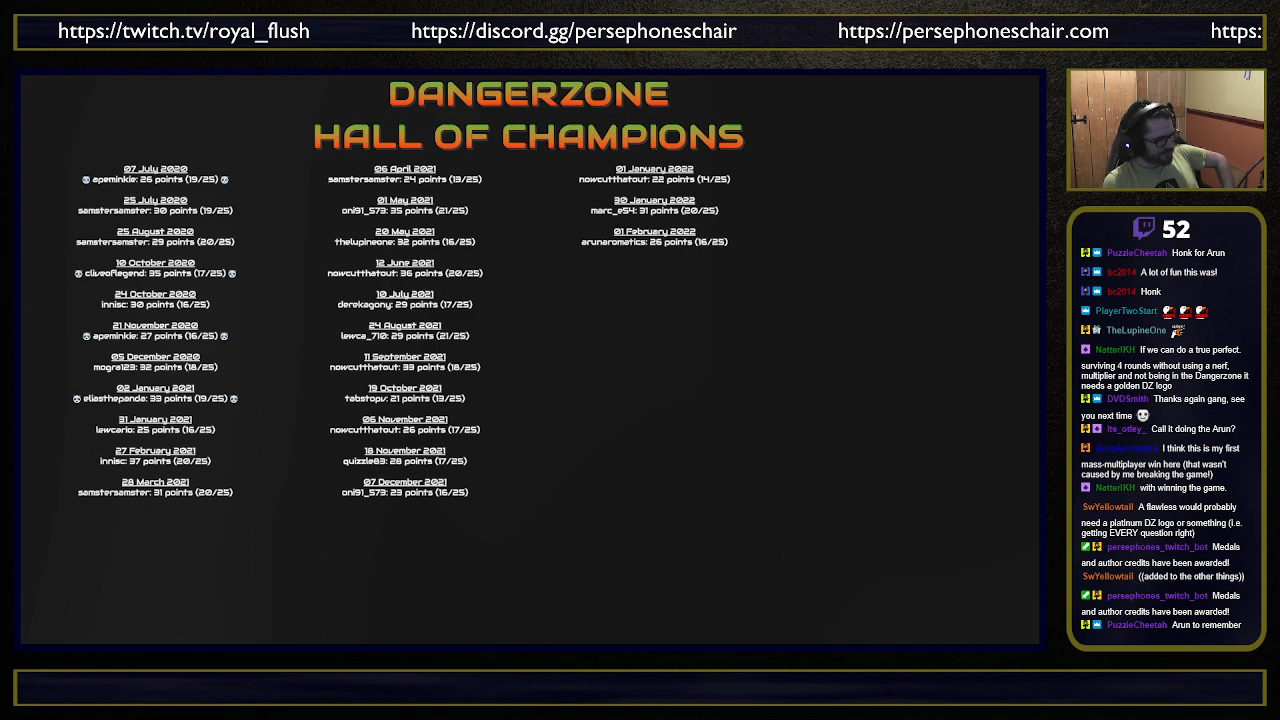 https://twitch.tv/royal_flush https://discord.gg/persephoneschair https://persephoneschair.com https:
DANGERZONE
HALL OF CHAMPIONS
07 July 2020
apeminkie: 26 points (19/25)
25 July 2020
samstersamster: 30 points (19/25)
25 August 2020
samstersamster: 29 points (20/25)
10 October 2020
cliveoflegend: 35 points (17/25)
24 October 2020
innisc: 30 points (16/25)
21 November 2020
apeminkie: 27 points (16/25)
05 December 2020
mogra123: 32 points (18/25)
02 January 2021
eliasthepanda: 33 points (19/25)
31 January 2021
lewcario: 25 points (16/25)
27 February 2021
innisc: 37 points (20/25)
28 March 2021
samstersamster: 31 points (20/25)
06 April 2021
samstersamster: 24 points (13/25)
01 May 2021
oni91_573: 35 points (21/25)
20 May 2021
thelupineone: 32 points (16/25)
12 June 2021
nowcutthatout: 36 points (20/25)
10 July 2021
derekagony: 29 points (17/25)
24 August 2021
lewca_710: 29 points (21/25)
11 September 2021
nowcutthatout: 33 points (18/25)
19 October 2021
tabstopv: 21 points (13/25)
06 November 2021
nowcutthatout: 26 points (17/25)
18 November 2021
quizzle83: 28 points (17/25)
07 December 2021
oni91_573: 23 points (16/25)
01 January 2022
nowcutthatout: 22 points (14/25)
30 January 2022
marc_e54: 31 points (20/25)
01 February 2022
arunaromatics: 26 points (16/25)
52
PuzzleCheetah Honk for Arun
bc2014 A lot of fun this was!
bc2014 Honk
PlayerTwoStart
TheLupineOne
NatterIKH If we can do a true perfect.
surviving 4 rounds without using a nerf,
multiplier and not being in the Dangerzone it
needs a golden DZ logo
DVDSmith Thanks again gang, see
you next time
its_otley_ Call it doing the Arun?
I think this is my first
mass-multiplayer win here (that wasn't
caused by me breaking the game!)
NatterIKH with winning the game.
SwYellowtail A flawless would probably
need a platinum DZ logo or something (i.e.
getting EVERY question right)
persephones_twitch_bot Medals
and author credits have been awarded!
SwYellowtail ((added to the other things))
persephones_twitch_bot Medals
and author credits have been awarded!
PuzzleCheetah Arun to remember